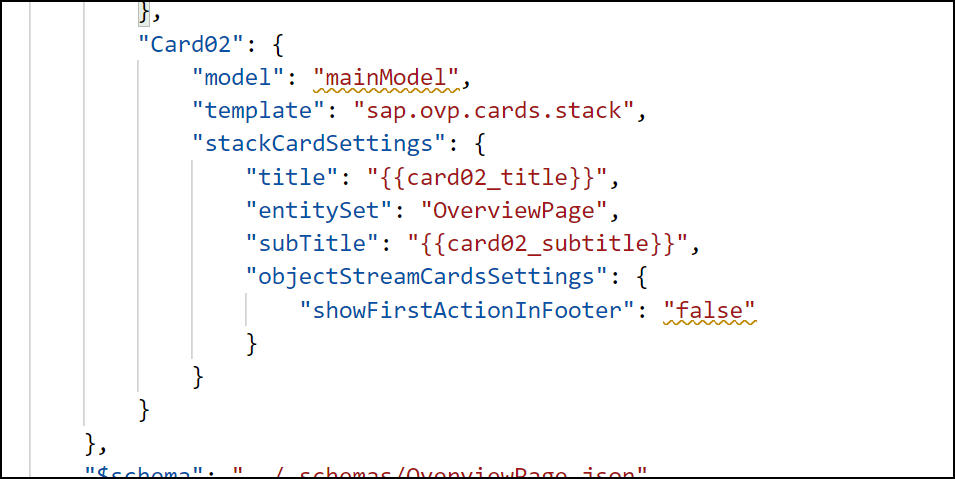 },
"Card02": {
"model": "mainModel",
"template": "sap.ovp.cards.stack",
"stackCardSettings": {
"title": "{{card02_title}}",
"entitySet": "OverviewPage",
"subTitle": "{{card02_subtitle}}",
"objectStreamCardsSettings": {
"showFirstActionInFooter": "false"
}
}
}
},
"$schema": "../.schemas/OverviewPage.json"